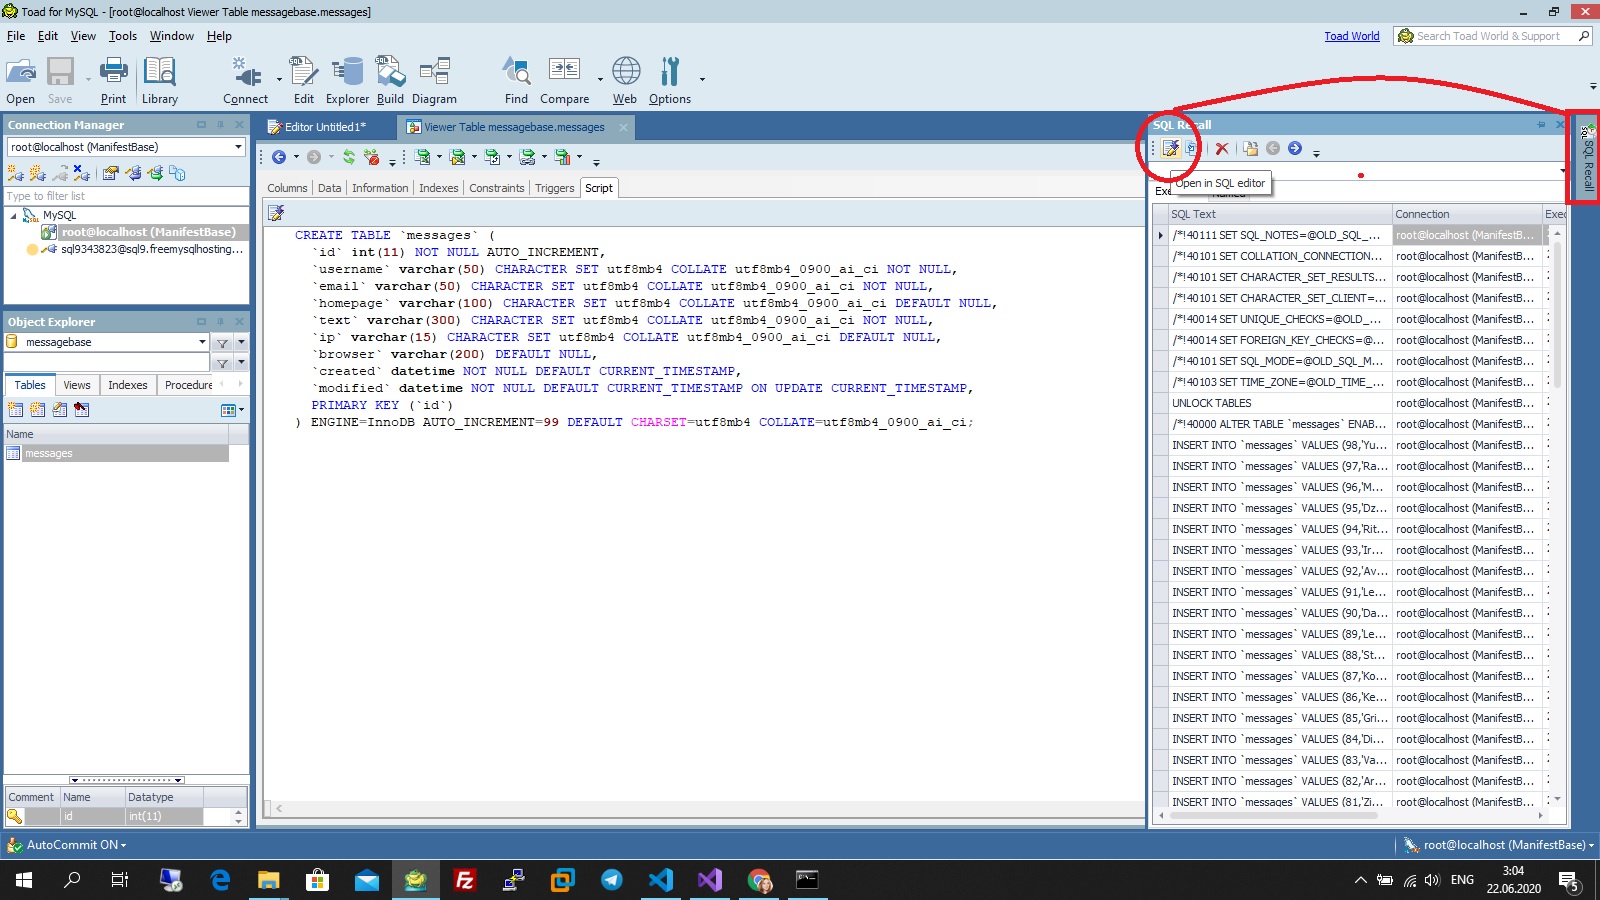 Toad for MySQL - [root@localhost Viewer Table messagebase.messages]
File Edit View Tools Window Help
Toad World
Search Toad World & Support
Open Save Print Library Connect Edit Explorer Build Diagram Find Compare Web Options
Connection Manager
root@localhost (ManifestBase)
Type to filter list
MySQL
root@localhost (ManifestBase)
sql9343823@sql9.freemysqlhosting...
Object Explorer
messagebase
Tables Views Indexes Procedure
Name
messages
Comment Name Datatype
id int(11)
Editor Untitled1*
Viewer Table messagebase.messages
Columns Data Information Indexes Constraints Triggers Script
CREATE TABLE `messages` (
`id` int(11) NOT NULL AUTO_INCREMENT,
`username` varchar(50) CHARACTER SET utf8mb4 COLLATE utf8mb4_0900_ai_ci NOT NULL,
`email` varchar(50) CHARACTER SET utf8mb4 COLLATE utf8mb4_0900_ai_ci NOT NULL,
`homepage` varchar(100) CHARACTER SET utf8mb4 COLLATE utf8mb4_0900_ai_ci DEFAULT NULL,
`text` varchar(300) CHARACTER SET utf8mb4 COLLATE utf8mb4_0900_ai_ci NOT NULL,
`ip` varchar(15) CHARACTER SET utf8mb4 COLLATE utf8mb4_0900_ai_ci DEFAULT NULL,
`browser` varchar(200) DEFAULT NULL,
`created` datetime NOT NULL DEFAULT CURRENT_TIMESTAMP,
`modified` datetime NOT NULL DEFAULT CURRENT_TIMESTAMP ON UPDATE CURRENT_TIMESTAMP,
PRIMARY KEY (`id`)
) ENGINE=InnoDB AUTO_INCREMENT=99 DEFAULT CHARSET=utf8mb4 COLLATE=utf8mb4_0900_ai_ci;
SQL Recall
SQL Recall
Open in SQL editor
SQL Text Connection Exec
/*!40111 SET SQL_NOTES=@OLD_SQL_... root@localhost (ManifestB...
/*!40101 SET COLLATION_CONNECTION... root@localhost (ManifestB...
/*!40101 SET CHARACTER_SET_RESULTS... root@localhost (ManifestB...
/*!40101 SET CHARACTER_SET_CLIENT=... root@localhost (ManifestB...
/*!40014 SET UNIQUE_CHECKS=@OLD_... root@localhost (ManifestB...
/*!40014 SET FOREIGN_KEY_CHECKS=@... root@localhost (ManifestB...
/*!40101 SET SQL_MODE=@OLD_SQL_M... root@localhost (ManifestB...
/*!40103 SET TIME_ZONE=@OLD_TIME_... root@localhost (ManifestB...
UNLOCK TABLES root@localhost (ManifestB...
/*!40000 ALTER TABLE `messages` ENAB... root@localhost (ManifestB...
INSERT INTO `messages` VALUES (98,'Yu... root@localhost (ManifestB...
INSERT INTO `messages` VALUES (97,'Ra... root@localhost (ManifestB...
INSERT INTO `messages` VALUES (96,'M... root@localhost (ManifestB...
INSERT INTO `messages` VALUES (95,'Dz... root@localhost (ManifestB...
INSERT INTO `messages` VALUES (94,'Rit... root@localhost (ManifestB...
INSERT INTO `messages` VALUES (93,'Ir... root@localhost (ManifestB...
INSERT INTO `messages` VALUES (92,'Av... root@localhost (ManifestB...
INSERT INTO `messages` VALUES (91,'Le... root@localhost (ManifestB...
INSERT INTO `messages` VALUES (90,'Da... root@localhost (ManifestB...
INSERT INTO `messages` VALUES (89,'Le... root@localhost (ManifestB...
INSERT INTO `messages` VALUES (88,'St... root@localhost (ManifestB...
INSERT INTO `messages` VALUES (87,'Ko... root@localhost (ManifestB...
INSERT INTO `messages` VALUES (86,'Ke... root@localhost (ManifestB...
INSERT INTO `messages` VALUES (85,'Gri... root@localhost (ManifestB...
INSERT INTO `messages` VALUES (84,'Di... root@localhost (ManifestB...
INSERT INTO `messages` VALUES (83,'Va... root@localhost (ManifestB...
INSERT INTO `messages` VALUES (82,'Ar... root@localhost (ManifestB...
INSERT INTO `messages` VALUES (81,'Zi... root@localhost (ManifestB...
AutoCommit ON
root@localhost (ManifestBase)
ENG
3:04
22.06.2020
5